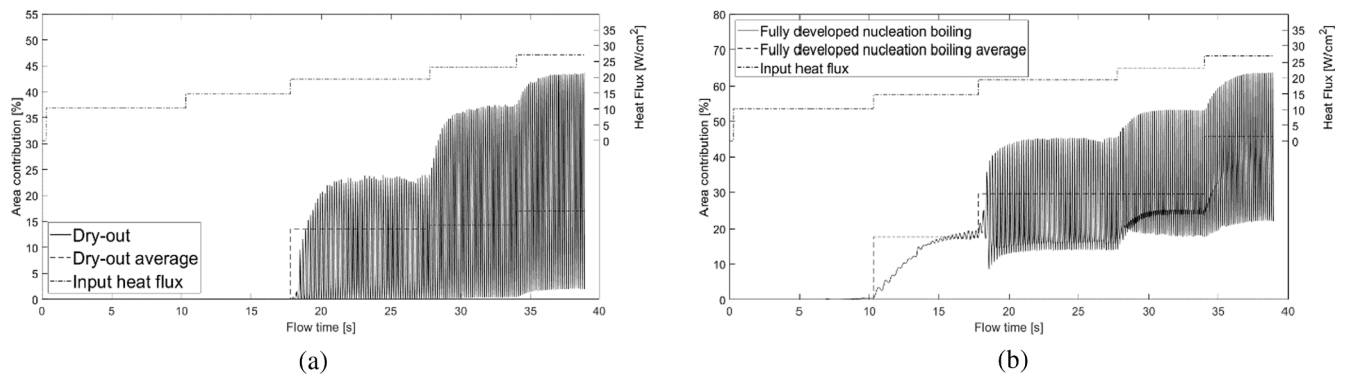 55
50
45
40
35
30
25
20
15
10
5
0
Area contribution [%]
35
30
25
20
15
10
5
0
Heat Flux [W/cm²]
Dry-out
Dry-out average
Input heat flux
0 5 10 15 20 25 30 35 40
Flow time [s]
(a)
80
70
60
50
40
30
20
10
0
Area contribution [%]
Fully developed nucleation boiling
Fully developed nucleation boiling average
Input heat flux
35
30
25
20
15
10
5
0
Heat Flux [W/cm²]
0 5 10 15 20 25 30 35 40
Flow time [s]
(b)